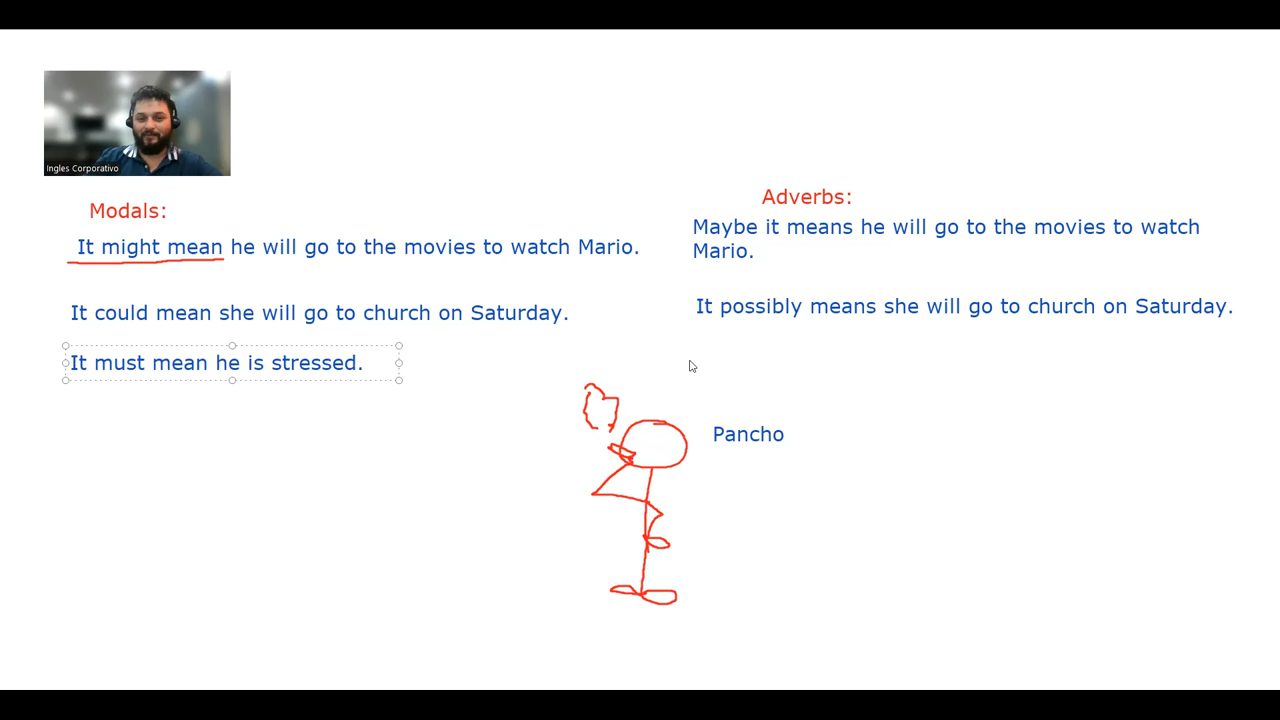 Ingles Corporativo
Modals:
It might mean he will go to the movies to watch Mario.
It could mean she will go to church on Saturday.
It must mean he is stressed.
Adverbs:
Maybe it means he will go to the movies to watch
Mario.
It possibly means she will go to church on Saturday.
Pancho